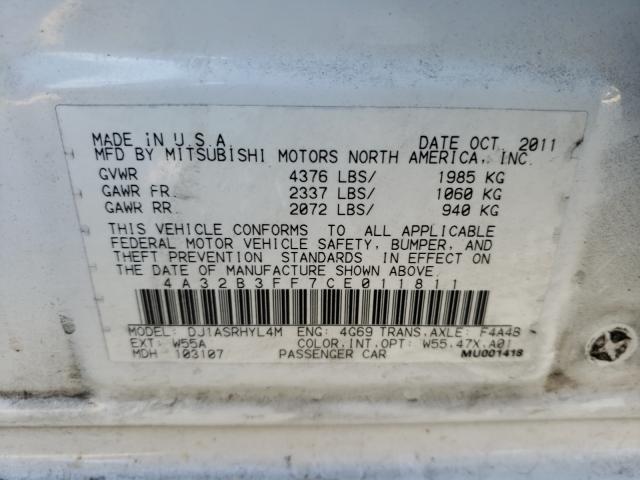 MADE IN U.S.A. DATE OCT. 2011
MFD BY MITSUBISHI MOTORS NORTH AMERICA, INC.
GVWR 4376 LBS/ 1985 KG
GAWR FR. 2337 LBS/ 1060 KG
GAWR RR. 2072 LBS/ 940 KG
THIS VEHICLE CONFORMS TO ALL APPLICABLE
FEDERAL MOTOR VEHICLE SAFETY, BUMPER, AND
THEFT PREVENTION STANDARDS IN EFFECT ON
THE DATE OF MANUFACTURE SHOWN ABOVE.
4A32B3FF7CE011811
MODEL: DJ1ASRHYL4M ENG: 4G69 TRANS.AXLE: F4A4B
EXT: W55A COLOR,INT,OPT: W55,47X,A01
MDH 103107 PASSENGER CAR MU001418